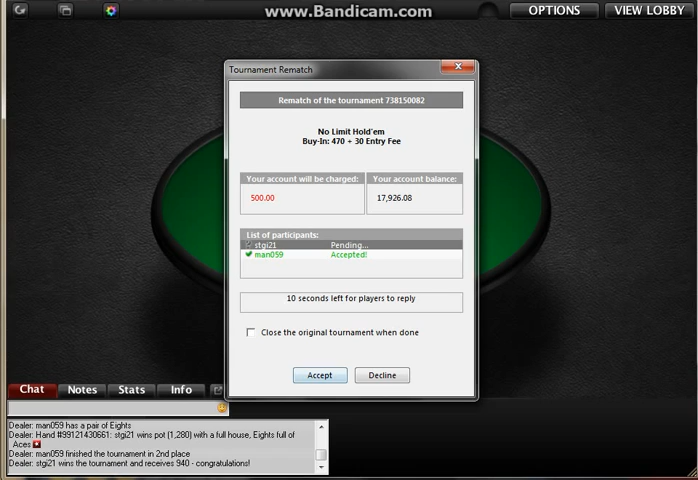 www.Bandicam.com
OPTIONS
VIEW LOBBY
Tournament Rematch
Rematch of the tournament 738150082
No Limit Hold'em
Buy-In: 470 + 30 Entry Fee
Your account will be charged:
Your account balance:
500.00
17,926.08
List of participants:
stgi21 Pending...
man059 Accepted!
10 seconds left for players to reply
Close the original tournament when done
Accept
Decline
Chat
Notes
Stats
Info
Dealer: man059 has a pair of Eights
Dealer: Hand #99121430661: stgi21 wins pot (1,280) with a full house, Eights full of
Aces
Dealer: man059 finished the tournament in 2nd place
Dealer: stgi21 wins the tournament and receives 940 - congratulations!